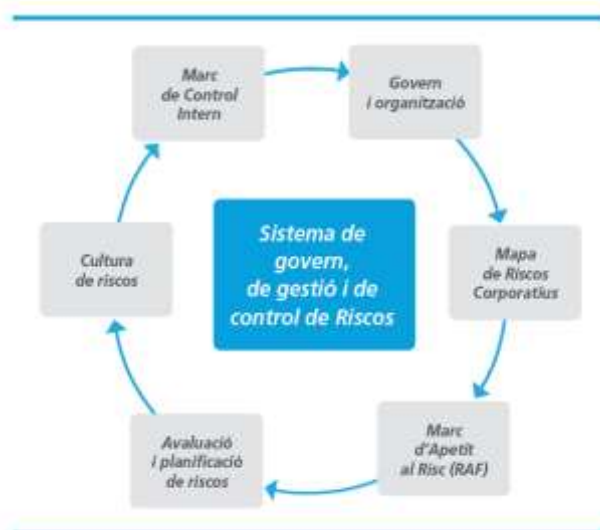 Marc
de Control
Intern
Govern
i organització
Mapa
de Riscos
Corporatius
Marc
d'Apetit
al Risc (RAF)
Avaluació
i planificació
de riscos
Cultura
de riscos
Sistema de
govern,
de gestió i de
control de Riscos